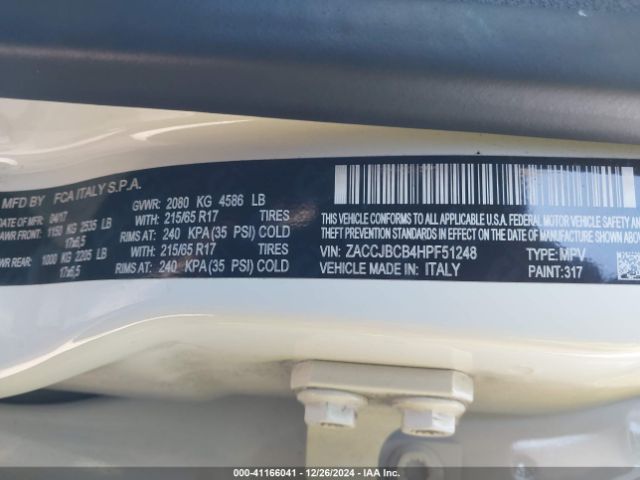 MFD BY FCA ITALY S.P.A.
DATE OF MFR 04/17 GVWR: 2080 KG 4586 LB
GAWR FRONT: 1150 KG 2535 LB WITH 215/65 R17 TIRES
17x6,5 RIMS AT: 240 KPA (35 PSI) COLD
GAWR REAR: 1000 KG 2205 LB WITH 215/65 R17 TIRES
17x6,5 RIMS AT: 240 KPA (35 PSI) COLD
THIS VEHICLE CONFORMS TO ALL APPLICABLE U.S.A. FEDERAL MOTOR VEHICLE SAFETY, BUMPER, AND
THEFT PREVENTION STANDARDS IN EFFECT ON THE DATE OF MANUFACTURE SHOWN ABOVE.
VIN: ZACCJBCB4HPF51248 TYPE: MPV
VEHICLE MADE IN: ITALY PAINT: 317
000-41166041 | 12/26/2024 | IAA Inc.